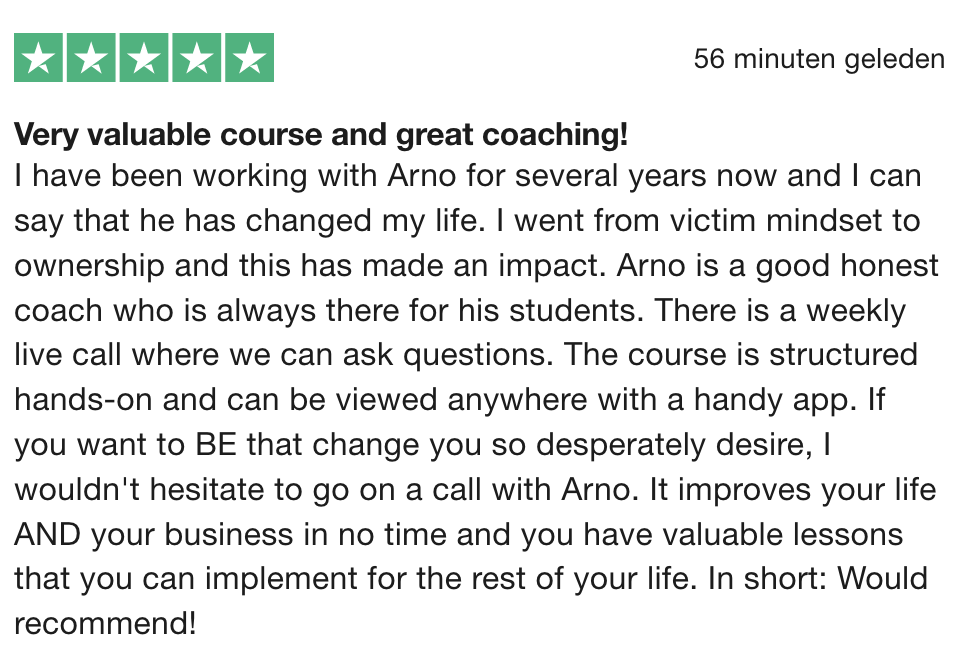 56 minuten geleden
Very valuable course and great coaching!
I have been working with Arno for several years now and I can
say that he has changed my life. I went from victim mindset to
ownership and this has made an impact. Arno is a good honest
coach who is always there for his students. There is a weekly
live call where we can ask questions. The course is structured
hands-on and can be viewed anywhere with a handy app. If
you want to BE that change you so desperately desire, I
wouldn't hesitate to go on a call with Arno. It improves your life
AND your business in no time and you have valuable lessons
that you can implement for the rest of your life. In short: Would
recommend!